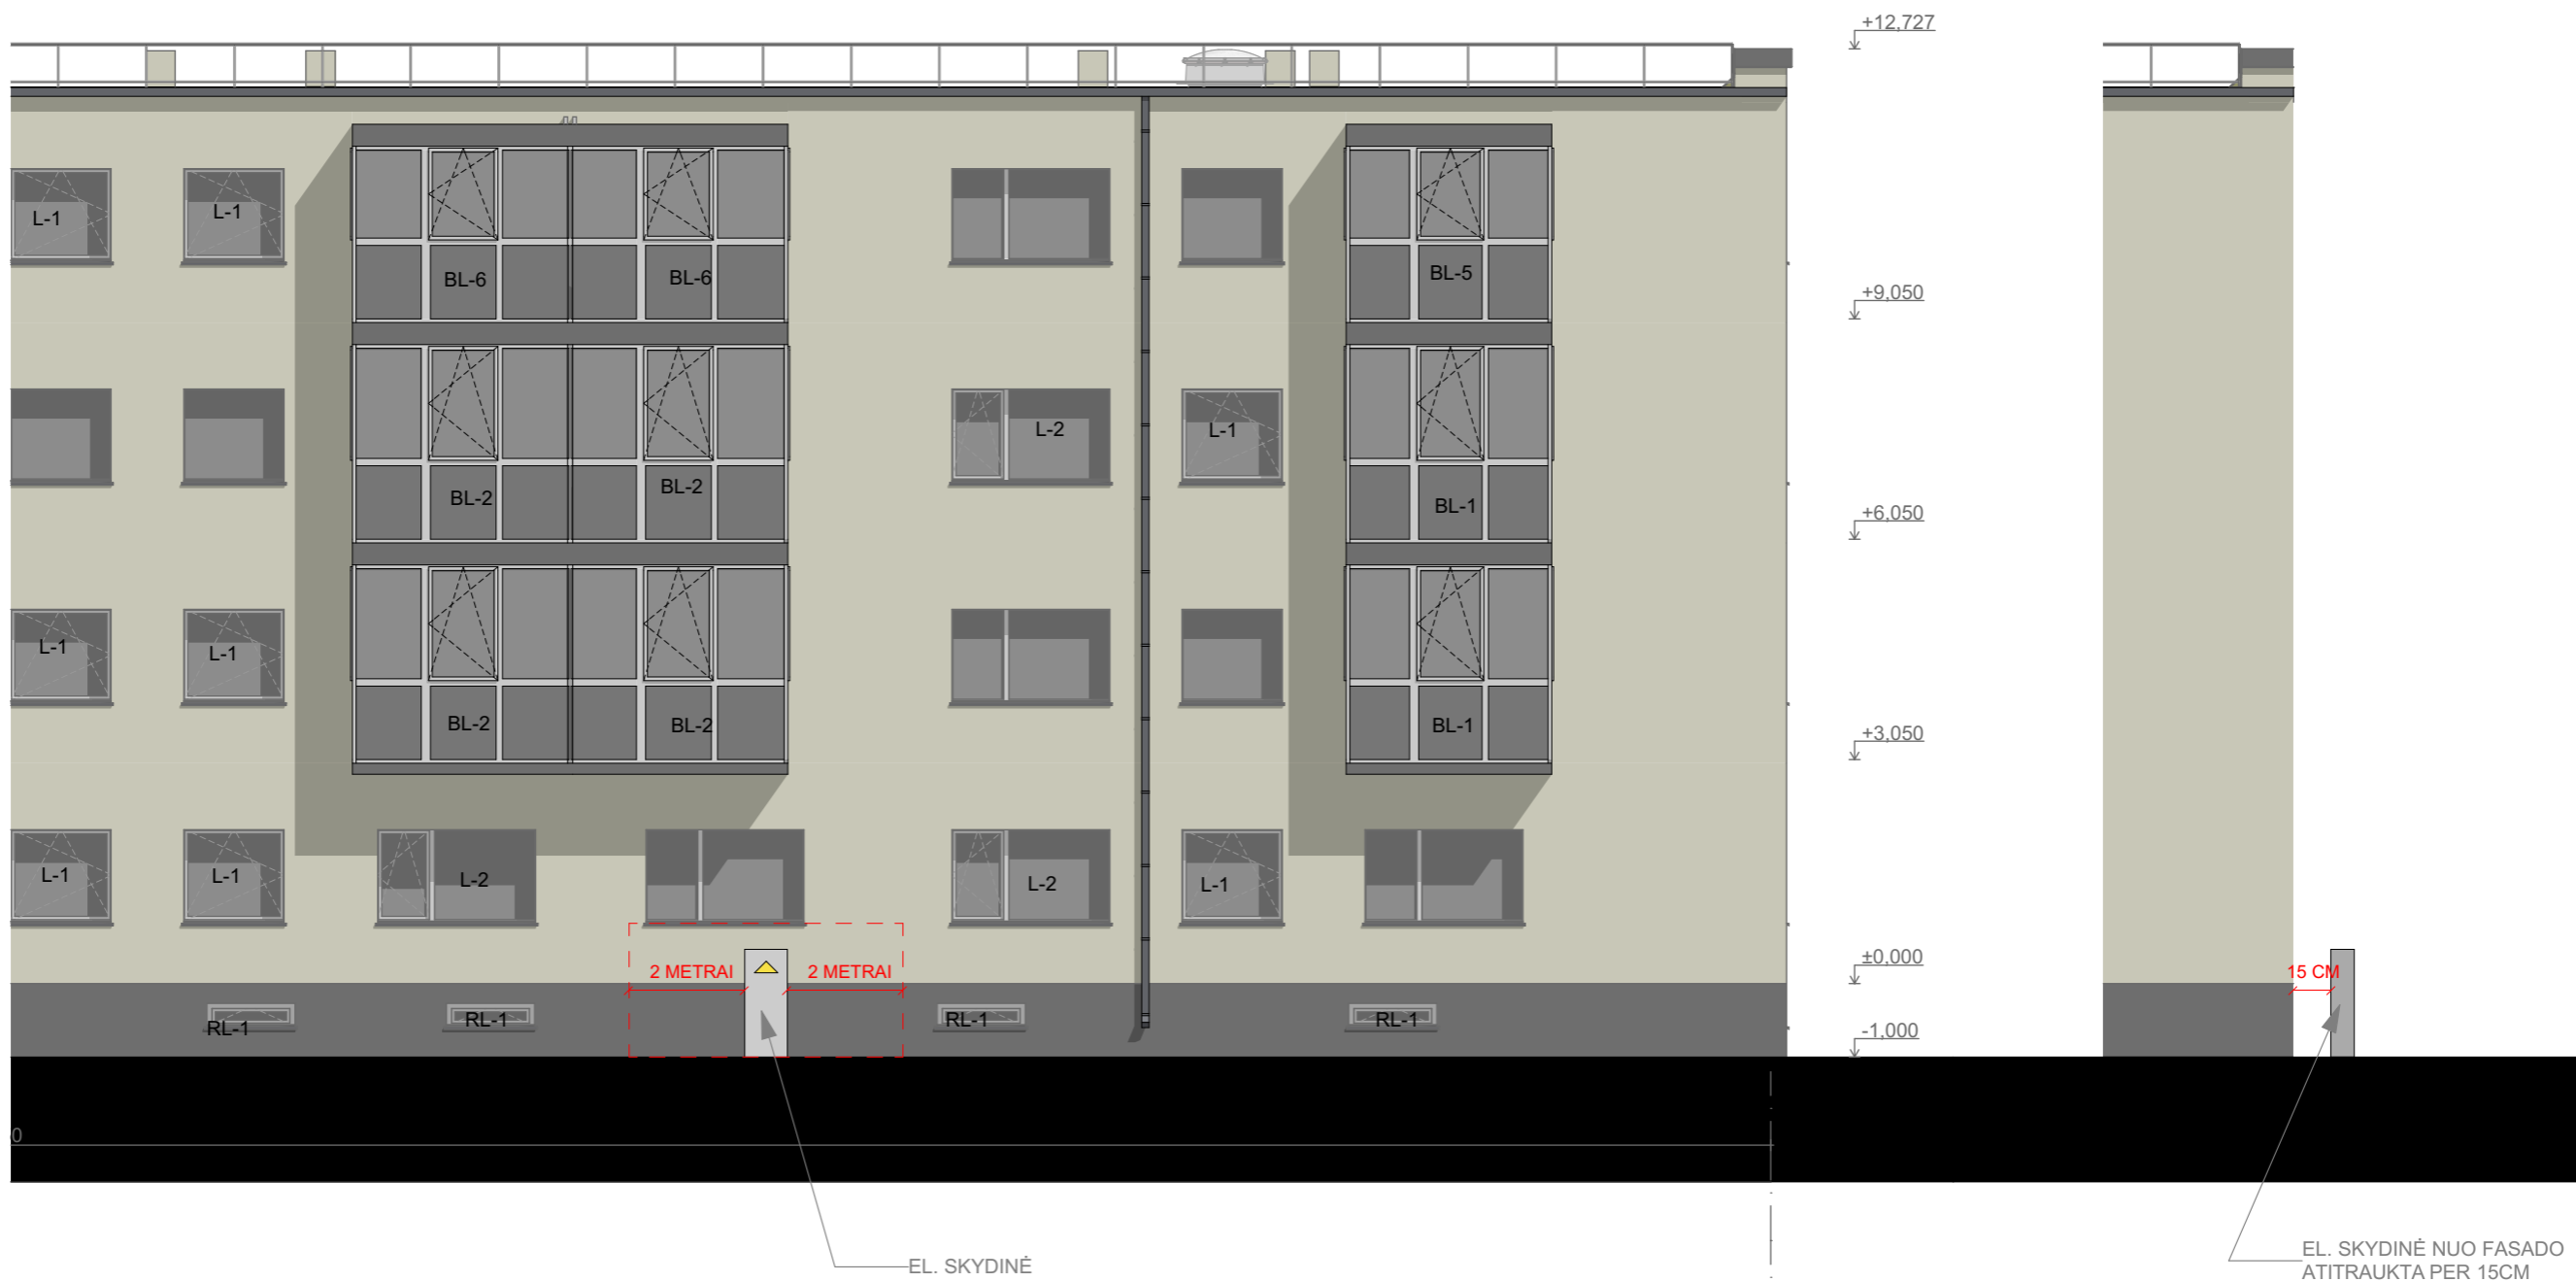 +12,727
L-1
L-1
BL-6
BL-6
BL-5
+9,050
L-2
L-1
BL-2
BL-2
BL-1
+6,050
L-1
L-1
BL-2
BL-2
BL-1
+3,050
L-1
L-1
L-2
L-2
L-1
2 METRAI
2 METRAI
±0,000
15 CM
RL-1
RL-1
RL-1
RL-1
-1,000
0
EL. SKYDINĖ
EL. SKYDINĖ NUO FASADO
ATITRAUKTA PER 15CM